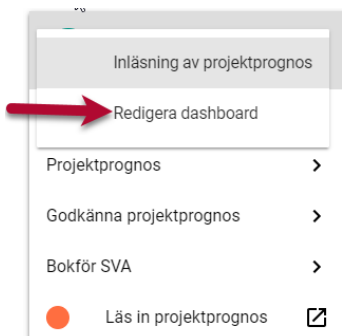 Inläsning av projektprognos
Redigera dashboard
Projektprognos
Godkänna projektprognos
Bokför SVA
Läs in projektprognos